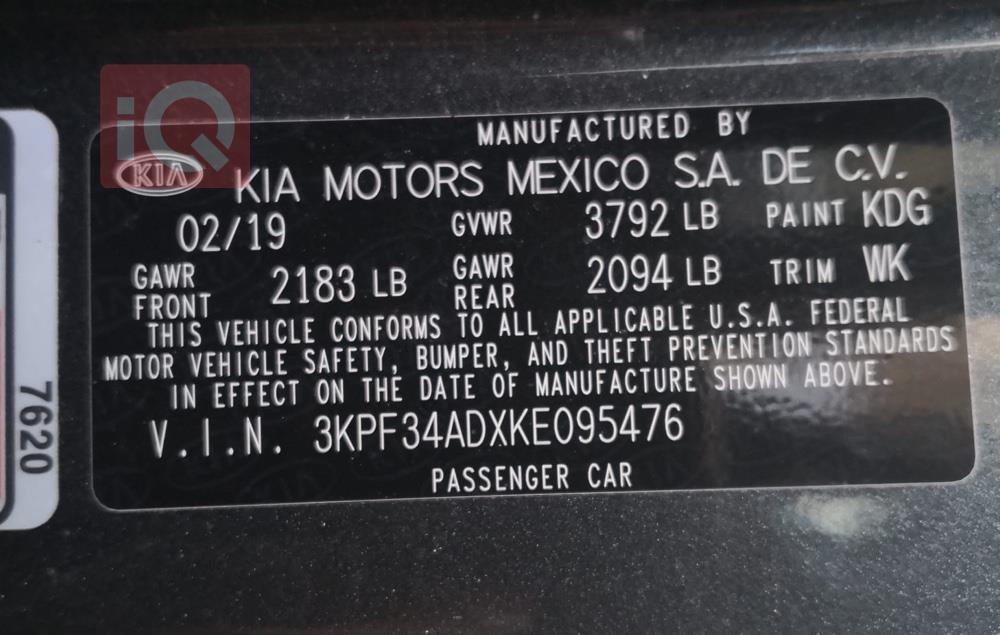 iQ
MANUFACTURED BY
KIA KIA MOTORS MEXICO S.A. DE C.V.
02/19 GVWR 3792 LB PAINT KDG
GAWR FRONT 2183 LB GAWR REAR 2094 LB TRIM WK
THIS VEHICLE CONFORMS TO ALL APPLICABLE U.S.A. FEDERAL
MOTOR VEHICLE SAFETY, BUMPER, AND THEFT PREVENTION STANDARDS
IN EFFECT ON THE DATE OF MANUFACTURE SHOWN ABOVE.
V.I.N. 3KPF34ADXKE095476
PASSENGER CAR
7620